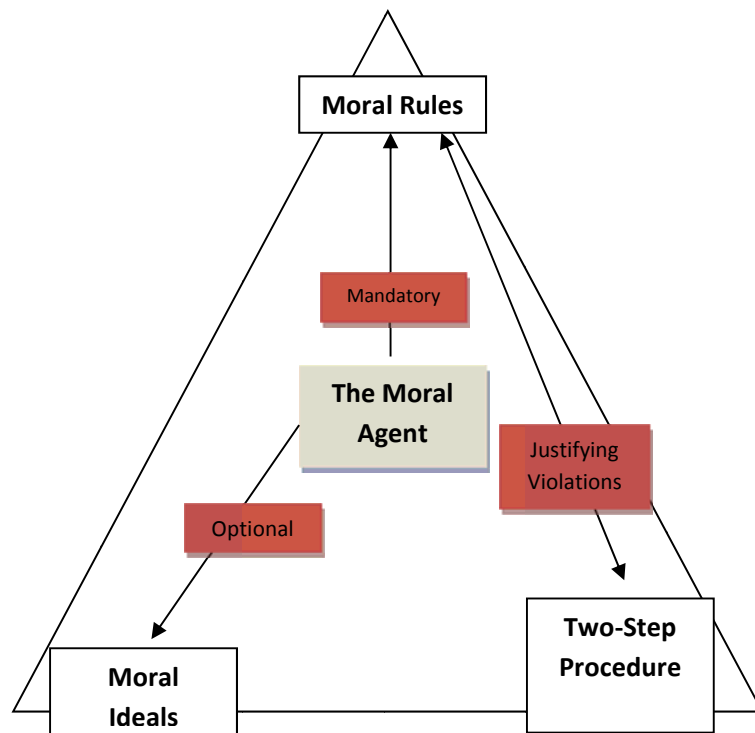 Moral Rules
Mandatory
The Moral
Agent
Justifying
Violations
Optional
Two-Step
Procedure
Moral
Ideals